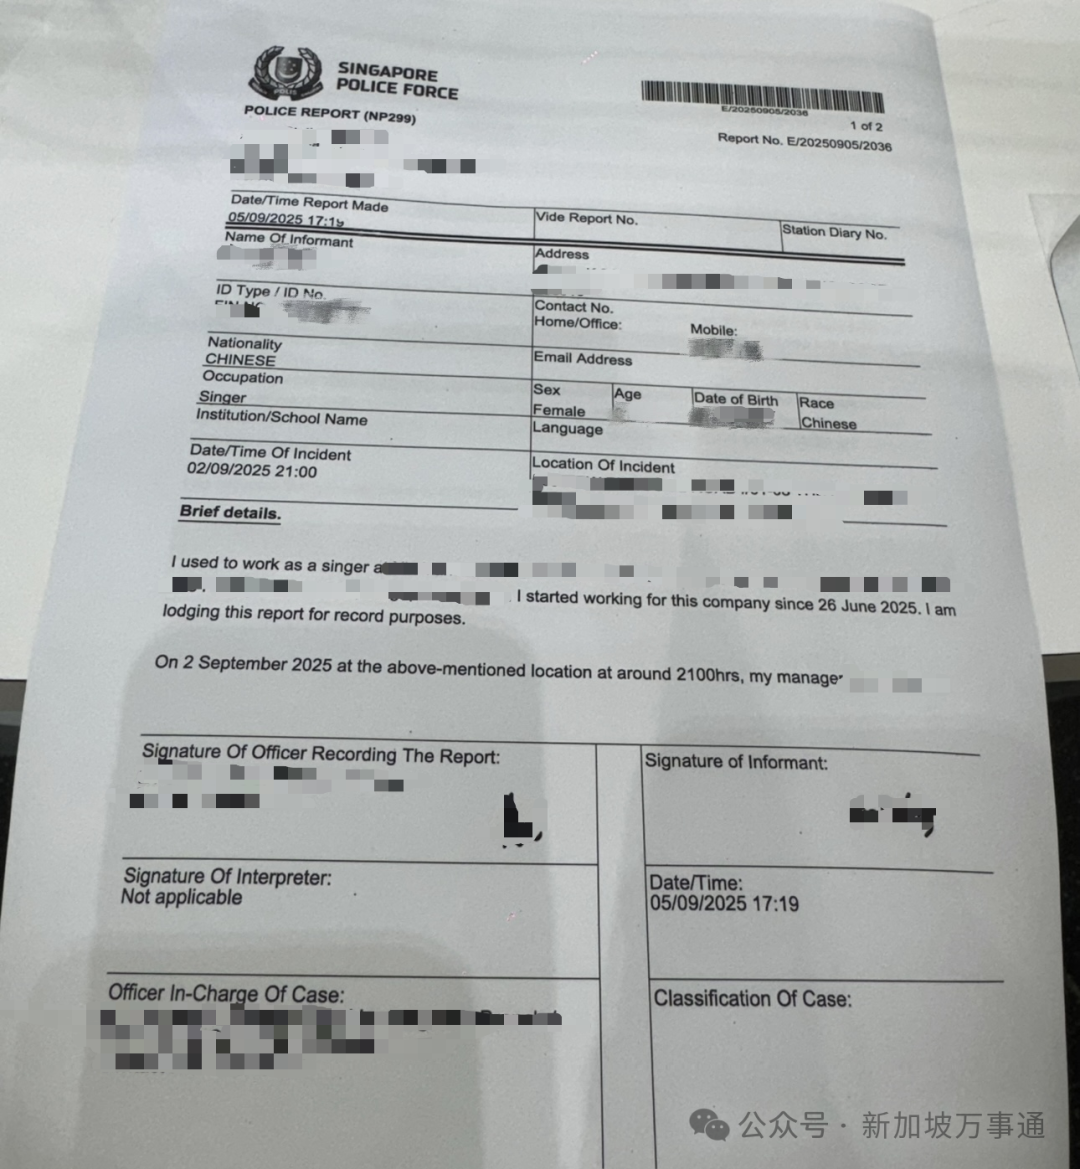 SINGAPORE
POLICE FORCE
POLICE REPORT (NP299)
E/20250905/2036
1 of 2
Report No. E/20250905/2036
Date/Time Report Made
05/09/2025 17:19
Vide Report No.
Station Diary No.
Name Of Informant
Address
ID Type / ID No.
Contact No.
Home/Office:
Mobile:
Nationality
CHINESE
Email Address
Occupation
Singer
Sex
Female
Age
Date of Birth
Race
Chinese
Institution/School Name
Language
Date/Time Of Incident
02/09/2025 21:00
Location Of Incident
Brief details.
I used to work as a singer
I started working for this company since 26 June 2025. I am
lodging this report for record purposes.
On 2 September 2025 at the above-mentioned location at around 2100hrs, my manage
Signature Of Officer Recording The Report:
Signature of Informant:
Signature Of Interpreter:
Not applicable
Date/Time:
05/09/2025 17:19
Officer In-Charge Of Case:
Classification Of Case:
公众号 · 新加坡万事通